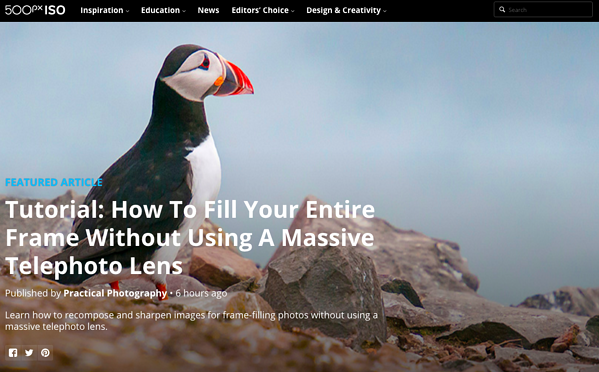 500px ISO Inspiration Education News Editors' Choice Design & Creativity Search
FEATURED ARTICLE
Tutorial: How To Fill Your Entire
Frame Without Using A Massive
Telephoto Lens
Published by Practical Photography • 6 hours ago
Learn how to recompose and sharpen images for frame-filling photos without using a
massive telephoto lens.